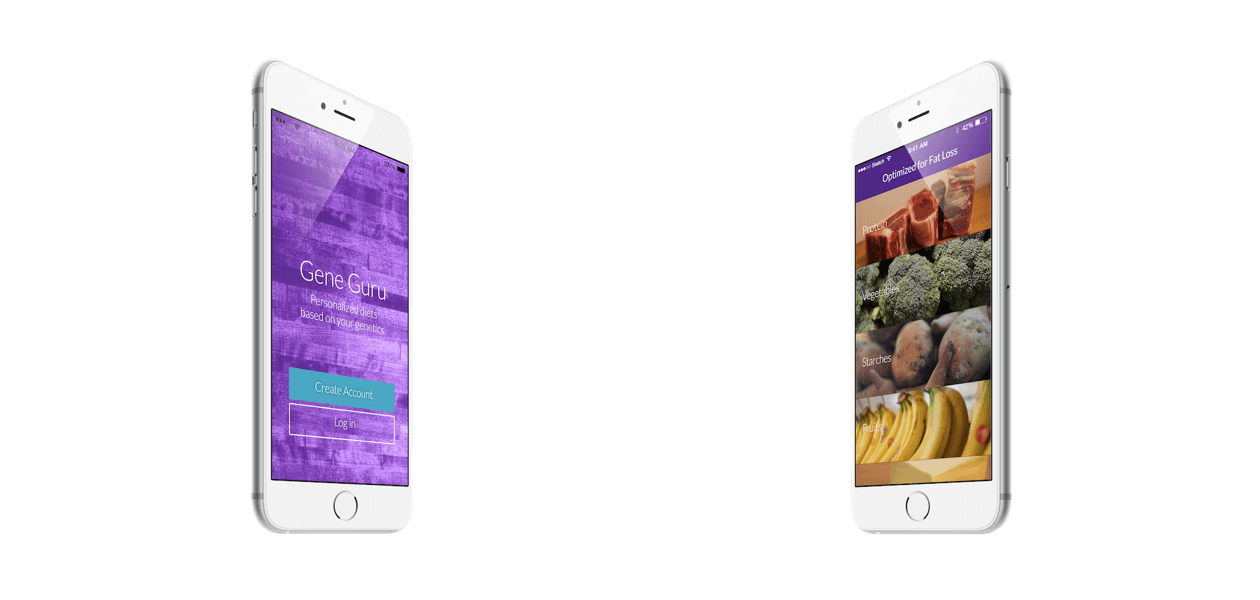 Gene Guru
Personalized diets
based on your genetics
Create Account
Log in
Sketch
9:41 AM
42%
Optimized for Fat Loss
Protein
Vegetables
Starches
Fruits